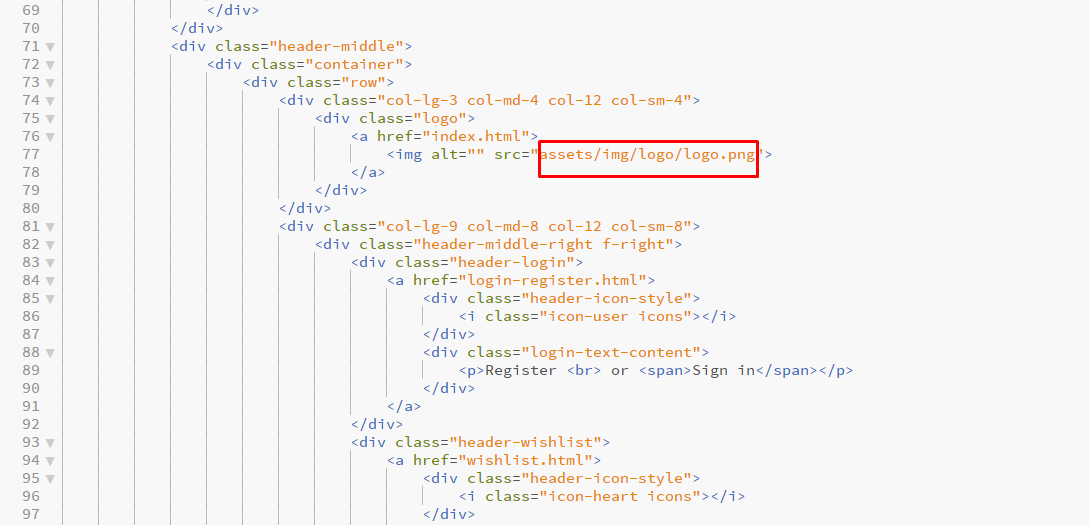 69 </div>
70 </div>
71 <div class="header-middle">
72 <div class="container">
73 <div class="row">
74 <div class="col-lg-3 col-md-4 col-12 col-sm-4">
75 <div class="logo">
76 <a href="index.html">
77 <img alt="" src="assets/img/logo/logo.png">
78 </a>
79 </div>
80 </div>
81 <div class="col-lg-9 col-md-8 col-12 col-sm-8">
82 <div class="header-middle-right f-right">
83 <div class="header-login">
84 <a href="login-register.html">
85 <div class="header-icon-style">
86 <i class="icon-user icons"></i>
87 </div>
88 <div class="login-text-content">
89 <p>Register <br> or <span>Sign in</span></p>
90 </div>
91 </a>
92 </div>
93 <div class="header-wishlist">
94 <a href="wishlist.html">
95 <div class="header-icon-style">
96 <i class="icon-heart icons"></i>
97 </div>